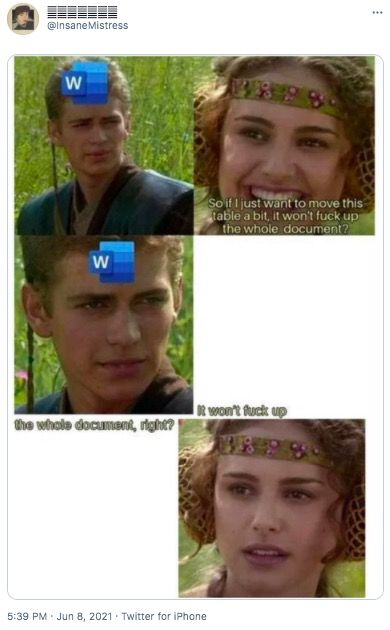 @InsaneMistress
W
So if I just want to move this
table a bit, it won't fuck up
the whole document?
W
It won't fuck up
the whole document, right?
5:39 PM · Jun 8, 2021 · Twitter for iPhone